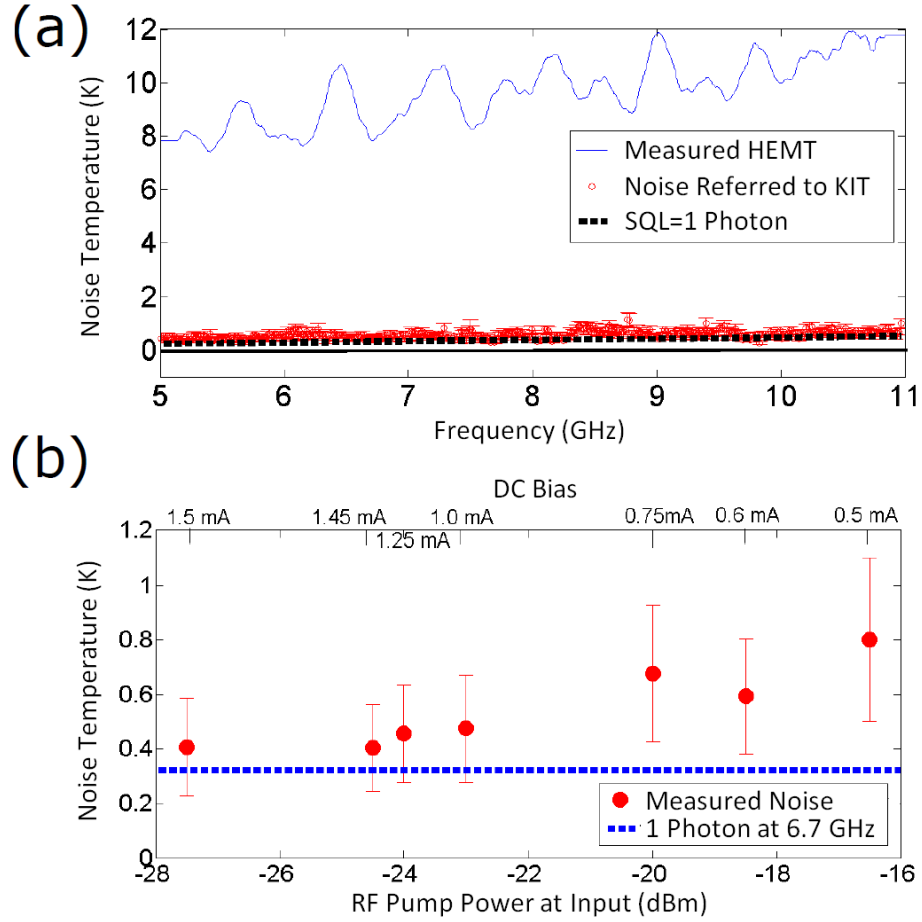 (a)
12
10
8
6
4
2
0
Noise Temperature (K)
Measured HEMT
Noise Referred to KIT
SQL=1 Photon
5 6 7 8 9 10 11
Frequency (GHz)
(b)
DC Bias
1.5 mA 1.45 mA 1.0 mA 0.75mA 0.6 mA 0.5 mA
1.25 mA
1.2
1
0.8
0.6
0.4
0.2
0
Noise Temperature (K)
Measured Noise
1 Photon at 6.7 GHz
-28 -26 -24 -22 -20 -18 -16
RF Pump Power at Input (dBm)